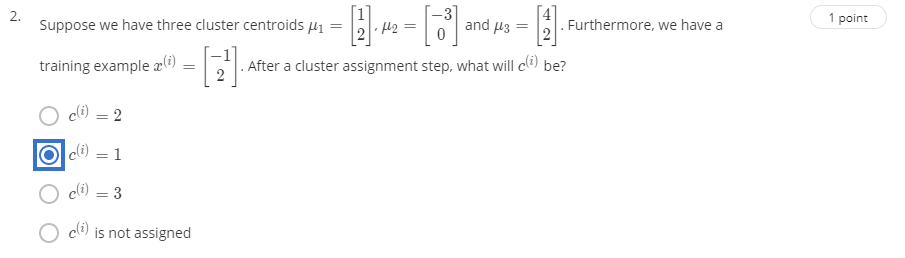 2. Suppose we have three cluster centroids μ₁ = [1 2], μ₂ = [−3 0] and μ₃ = [4 2]. Furthermore, we have a
1 point
training example x⁽ⁱ⁾ = [−1 2]. After a cluster assignment step, what will c⁽ⁱ⁾ be?
c⁽ⁱ⁾ = 2
c⁽ⁱ⁾ = 1
c⁽ⁱ⁾ = 3
c⁽ⁱ⁾ is not assigned